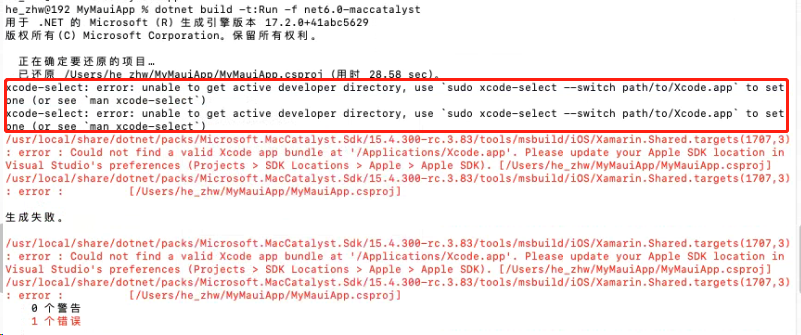 he_zhw@192 MyMauiApp % dotnet build -t:Run -f net6.0-maccatalyst
用于 .NET 的 Microsoft (R) 生成引擎版本 17.2.0+41abc5629
版权所有(C) Microsoft Corporation。保留所有权利。
正在确定要还原的项目…
已还原 /Users/he_zhw/MyMauiApp/MyMauiApp.csproj (用时 28.58 sec)。
xcode-select: error: unable to get active developer directory, use `sudo xcode-select --switch path/to/Xcode.app` to set
one (or see `man xcode-select`)
xcode-select: error: unable to get active developer directory, use `sudo xcode-select --switch path/to/Xcode.app` to set
one (or see `man xcode-select`)
/usr/local/share/dotnet/packs/Microsoft.MacCatalyst.Sdk/15.4.300-rc.3.83/tools/msbuild/iOS/Xamarin.Shared.targets(1707,3)
: error : Could not find a valid Xcode app bundle at '/Applications/Xcode.app'. Please update your Apple SDK location in
Visual Studio's preferences (Projects > SDK Locations > Apple > Apple SDK). [/Users/he_zhw/MyMauiApp/MyMauiApp.csproj]
/usr/local/share/dotnet/packs/Microsoft.MacCatalyst.Sdk/15.4.300-rc.3.83/tools/msbuild/iOS/Xamarin.Shared.targets(1707,3)
: error : [/Users/he_zhw/MyMauiApp/MyMauiApp.csproj]
生成失败。
/usr/local/share/dotnet/packs/Microsoft.MacCatalyst.Sdk/15.4.300-rc.3.83/tools/msbuild/iOS/Xamarin.Shared.targets(1707,3)
: error : Could not find a valid Xcode app bundle at '/Applications/Xcode.app'. Please update your Apple SDK location in
Visual Studio's preferences (Projects > SDK Locations > Apple > Apple SDK). [/Users/he_zhw/MyMauiApp/MyMauiApp.csproj]
/usr/local/share/dotnet/packs/Microsoft.MacCatalyst.Sdk/15.4.300-rc.3.83/tools/msbuild/iOS/Xamarin.Shared.targets(1707,3)
: error : [/Users/he_zhw/MyMauiApp/MyMauiApp.csproj]
0 个警告
1 个错误